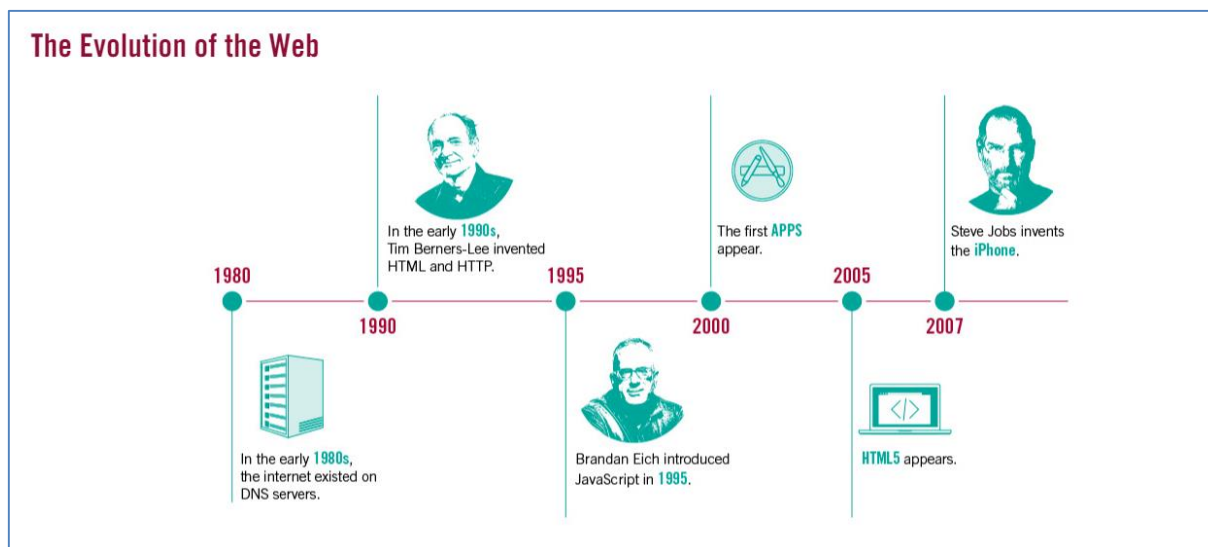 The Evolution of the Web
In the early 1990s,
Tim Berners-Lee invented
HTML and HTTP.
The first APPS
appear.
Steve Jobs invents
the iPhone.
1980
1995
2005
1990
2000
2007
In the early 1980s,
the internet existed on
DNS servers.
Brandan Eich introduced
JavaScript in 1995.
</>
HTML5 appears.